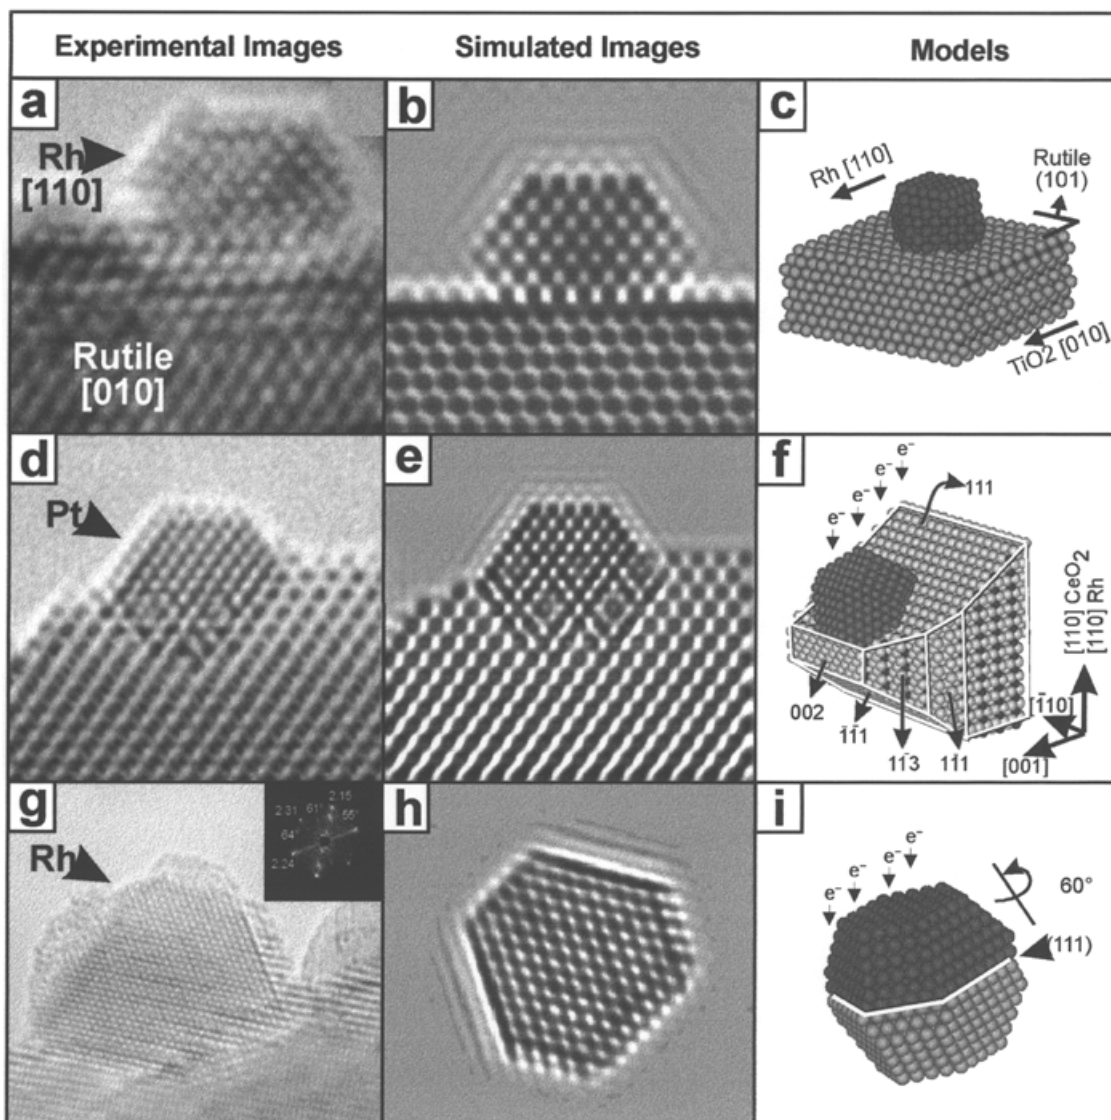 Experimental Images
Simulated Images
Models
a
Rh
[110]
Rutile
[010]
b
c
Rh [110]
Rutile
(101)
TiO2 [010]
d
Pt
e
f
e⁻
e⁻
e⁻
e⁻
111
[110] CeO₂
[110] Rh
002
1̄1̄1
11̄3
11̄1
[1̄10]
[001]
g
Rh
2.15
2.31
61°
55°
64°
2.24
h
i
e⁻
e⁻
e⁻
e⁻
60°
(111)